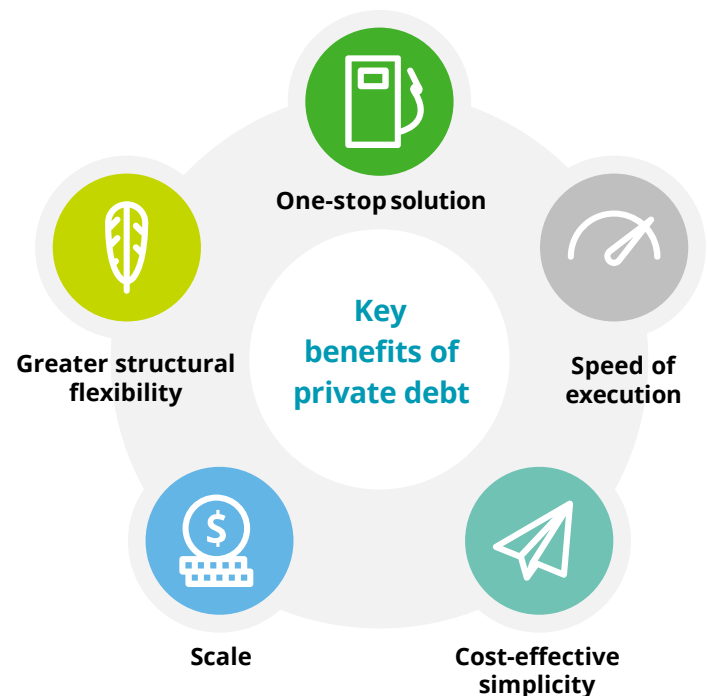 One-stop solution
Key
benefits of
private debt
Greater structural
flexibility
Speed of
execution
$
Scale
Cost-effective
simplicity